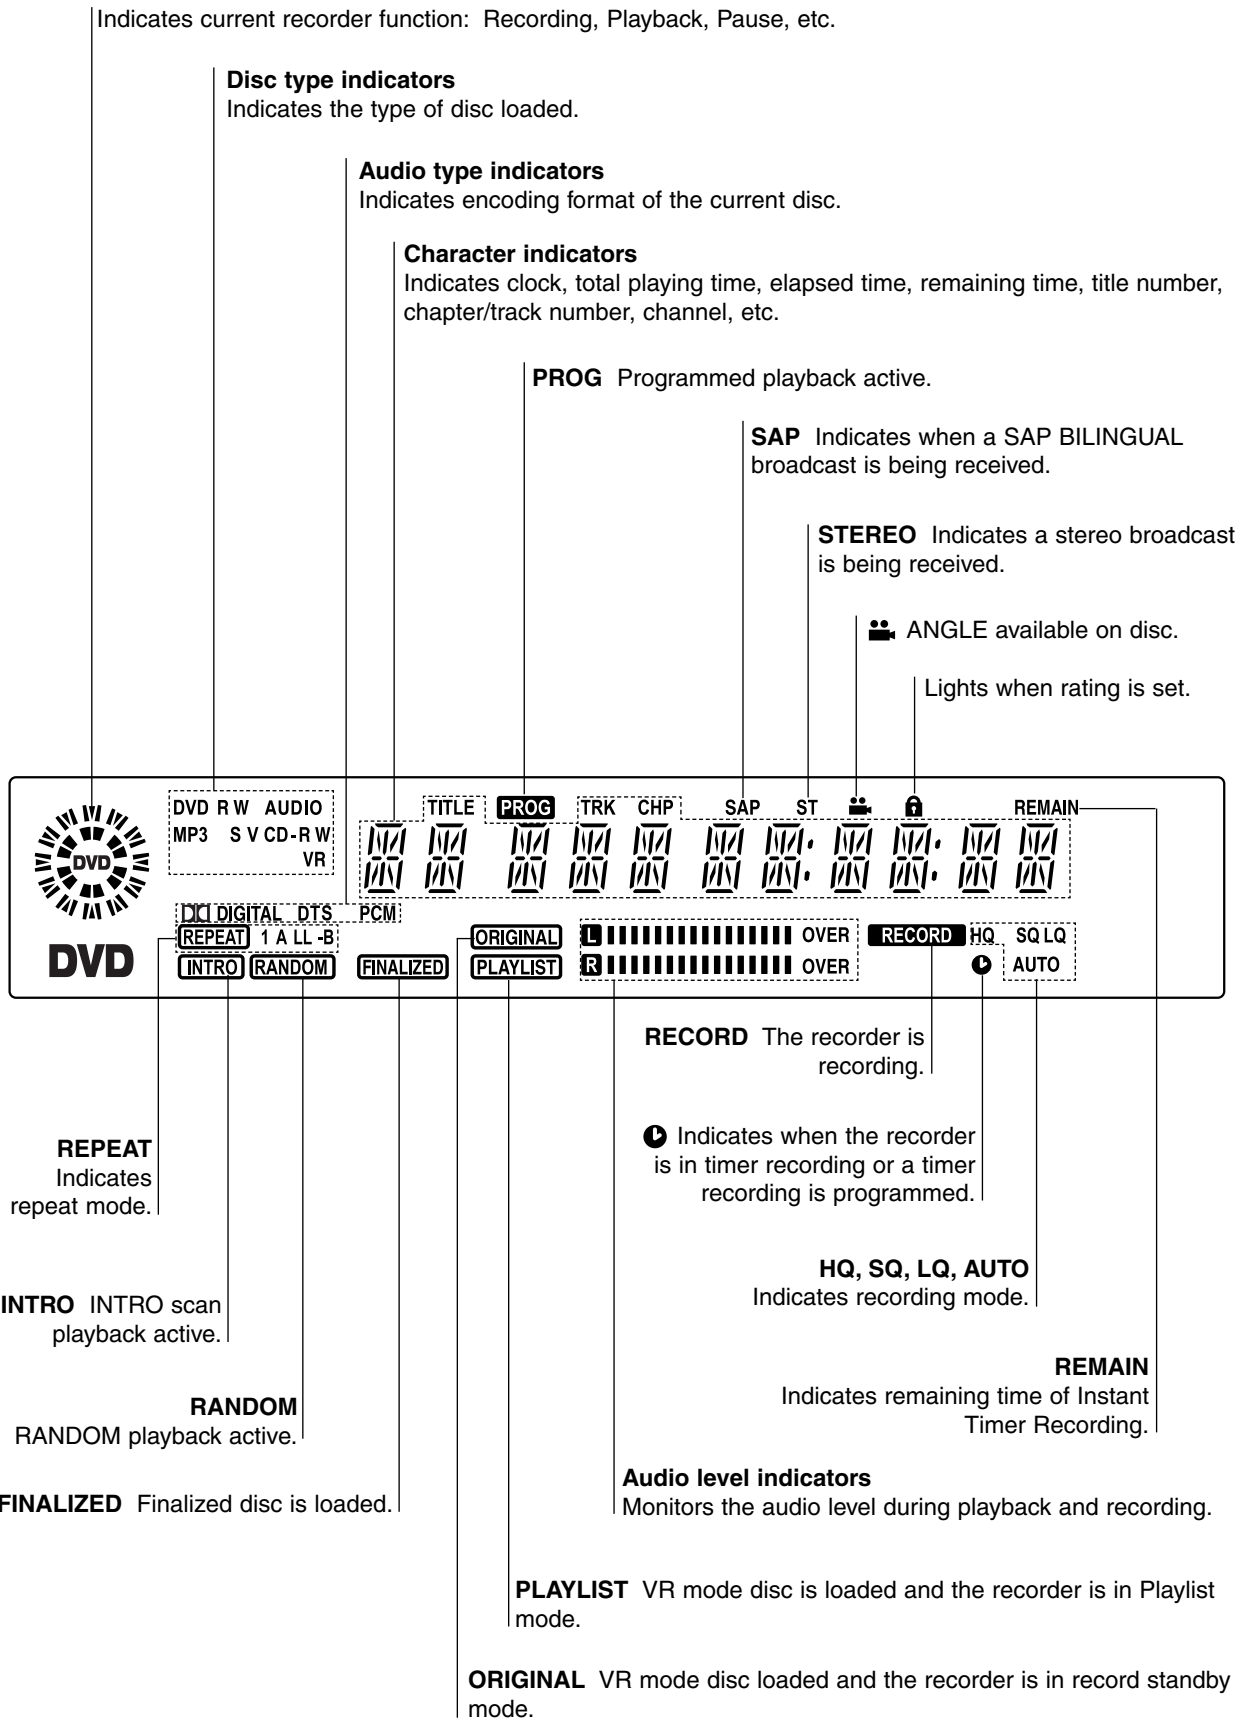 Indicates current recorder function: Recording, Playback, Pause, etc.
Disc type indicators
Indicates the type of disc loaded.
Audio type indicators
Indicates encoding format of the current disc.
Character indicators
Indicates clock, total playing time, elapsed time, remaining time, title number,
chapter/track number, channel, etc.
PROG Programmed playback active.
SAP Indicates when a SAP BILINGUAL
broadcast is being received.
STEREO Indicates a stereo broadcast
is being received.
ANGLE available on disc.
Lights when rating is set.
DVD R W AUDIO
MP3 S V CD-R W
VR
TITLE PROG TRK CHP SAP ST REMAIN
DVD
DIGITAL DTS PCM
REPEAT 1 A LL -B ORIGINAL L OVER RECORD HQ SQ LQ
DVD
INTRO RANDOM FINALIZED PLAYLIST R OVER AUTO
RECORD The recorder is
recording.
Indicates when the recorder
is in timer recording or a timer
recording is programmed.
REPEAT
Indicates
repeat mode.
HQ, SQ, LQ, AUTO
Indicates recording mode.
INTRO INTRO scan
playback active.
REMAIN
Indicates remaining time of Instant
Timer Recording.
RANDOM
RANDOM playback active.
Audio level indicators
Monitors the audio level during playback and recording.
FINALIZED Finalized disc is loaded.
PLAYLIST VR mode disc is loaded and the recorder is in Playlist
mode.
ORIGINAL VR mode disc loaded and the recorder is in record standby
mode.